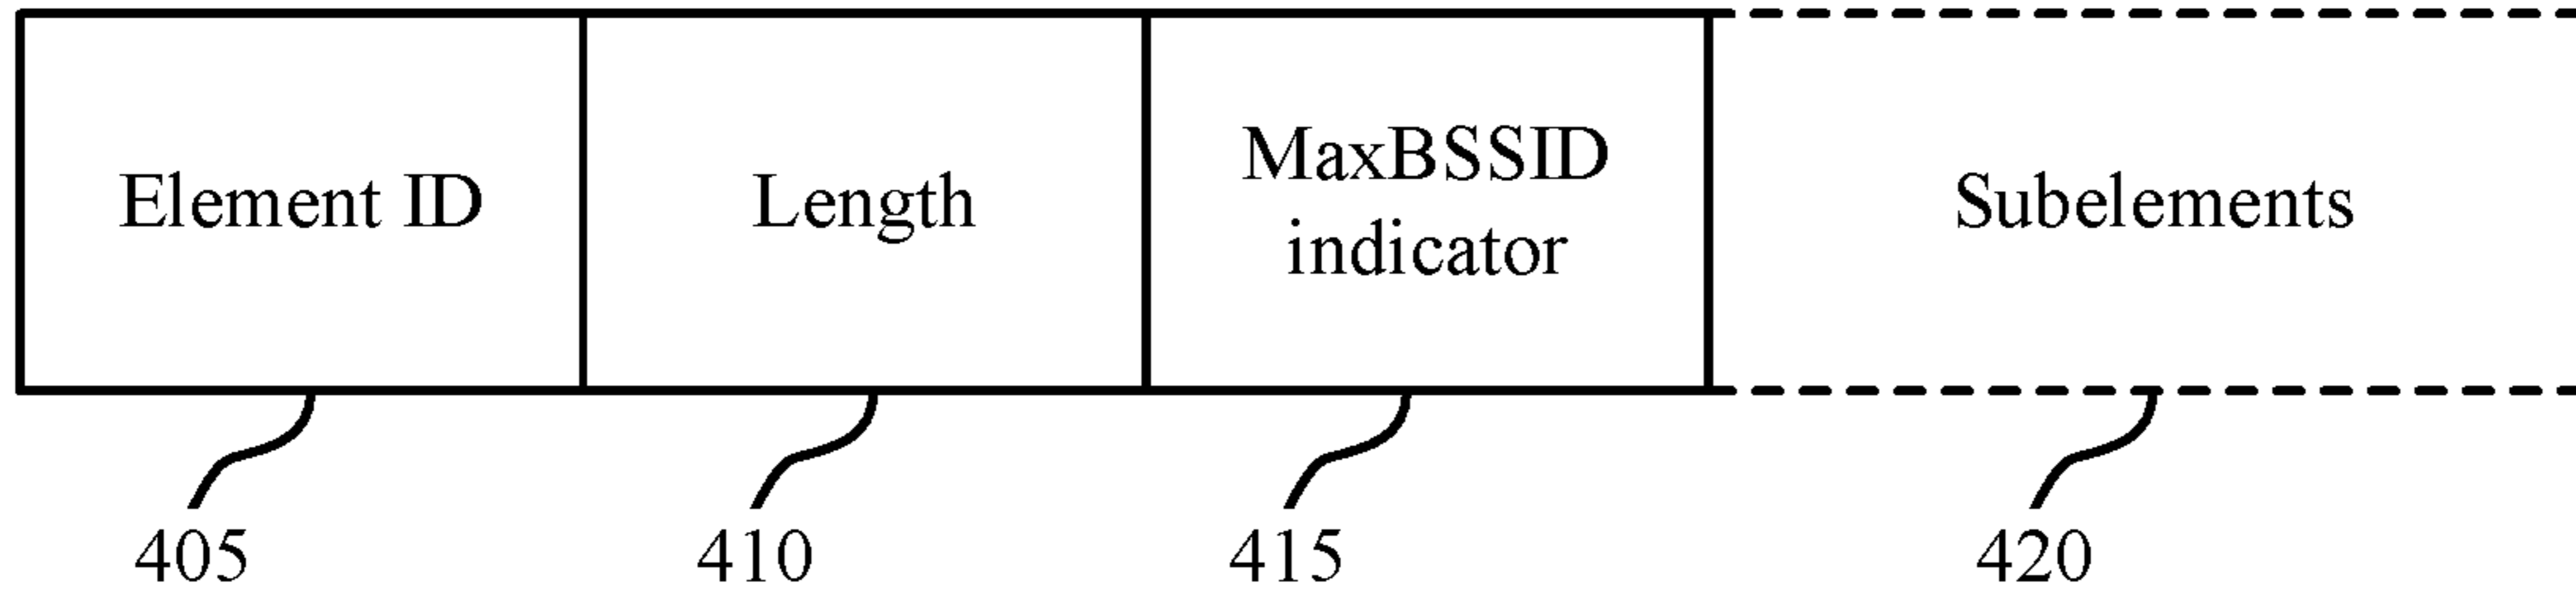 Element ID
Length
MaxBSSID
indicator
Subelements
405
410
415
420